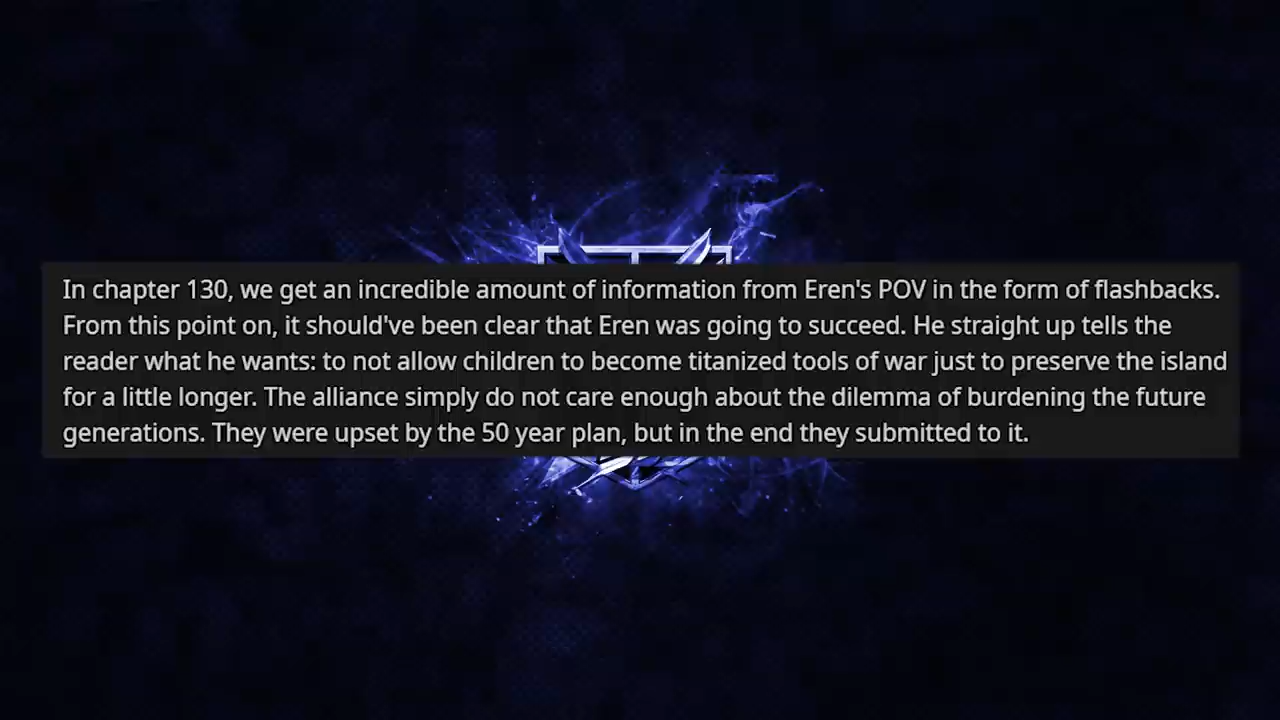 In chapter 130, we get an incredible amount of information from Eren's POV in the form of flashbacks.
From this point on, it should've been clear that Eren was going to succeed. He straight up tells the
reader what he wants: to not allow children to become titanized tools of war just to preserve the island
for a little longer. The alliance simply do not care enough about the dilemma of burdening the future
generations. They were upset by the 50 year plan, but in the end they submitted to it.